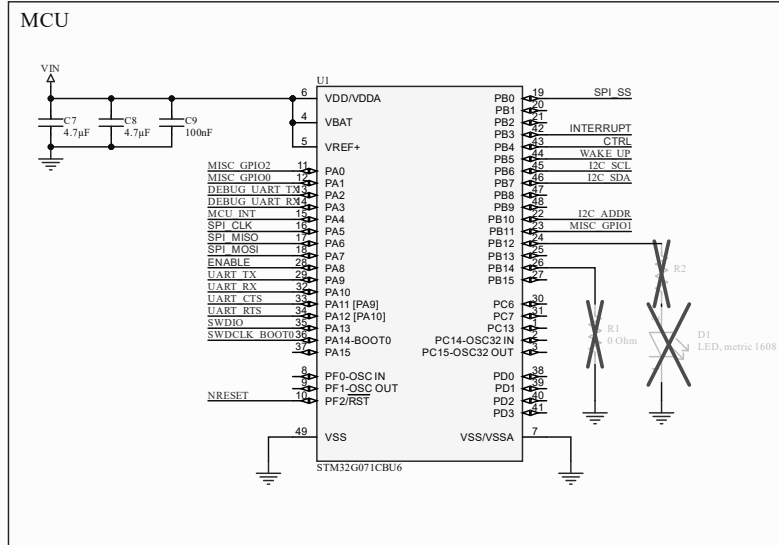 MCU
VIN
C7
4.7µF
C8
4.7µF
C9
100nF
U1
6 VDD/VDDA
4 VBAT
5 VREF+
MISC_GPIO2 11 PA0
MISC_GPIO0 12 PA1
DEBUG_UART_TX 13 PA2
DEBUG_UART_RX 14 PA3
MCU_INT 15 PA4
SPI_CLK 16 PA5
SPI_MISO 17 PA6
SPI_MOSI 18 PA7
ENABLE 28 PA8
UART_TX 29 PA9
UART_RX 32 PA10
UART_CTS 33 PA11 [PA9]
UART_RTS 34 PA12 [PA10]
SWDIO 35 PA13
SWDCLK_BOOT0 36 PA14-BOOT0
37 PA15
8 PF0-OSC IN
9 PF1-OSC OUT
NRESET 10 PF2/RST
49 VSS
PB0 19 SPI_SS
PB1 20
PB2 21
PB3 42 INTERRUPT
PB4 43 CTRL
PB5 44 WAKE_UP
PB6 45 I2C_SCL
PB7 46 I2C_SDA
PB8 47
PB9 48
PB10 22 I2C_ADDR
PB11 23 MISC_GPIO1
PB12 24
PB13 25
PB14 26
PB15 27
PC6 30
PC7 31
PC13 1
PC14-OSC32 IN 2
PC15-OSC32 OUT 3
PD0 38
PD1 39
PD2 40
PD3 41
VSS/VSSA 7
STM32G071CBU6
R1
0 Ohm
R2
D1
LED, metric 1608